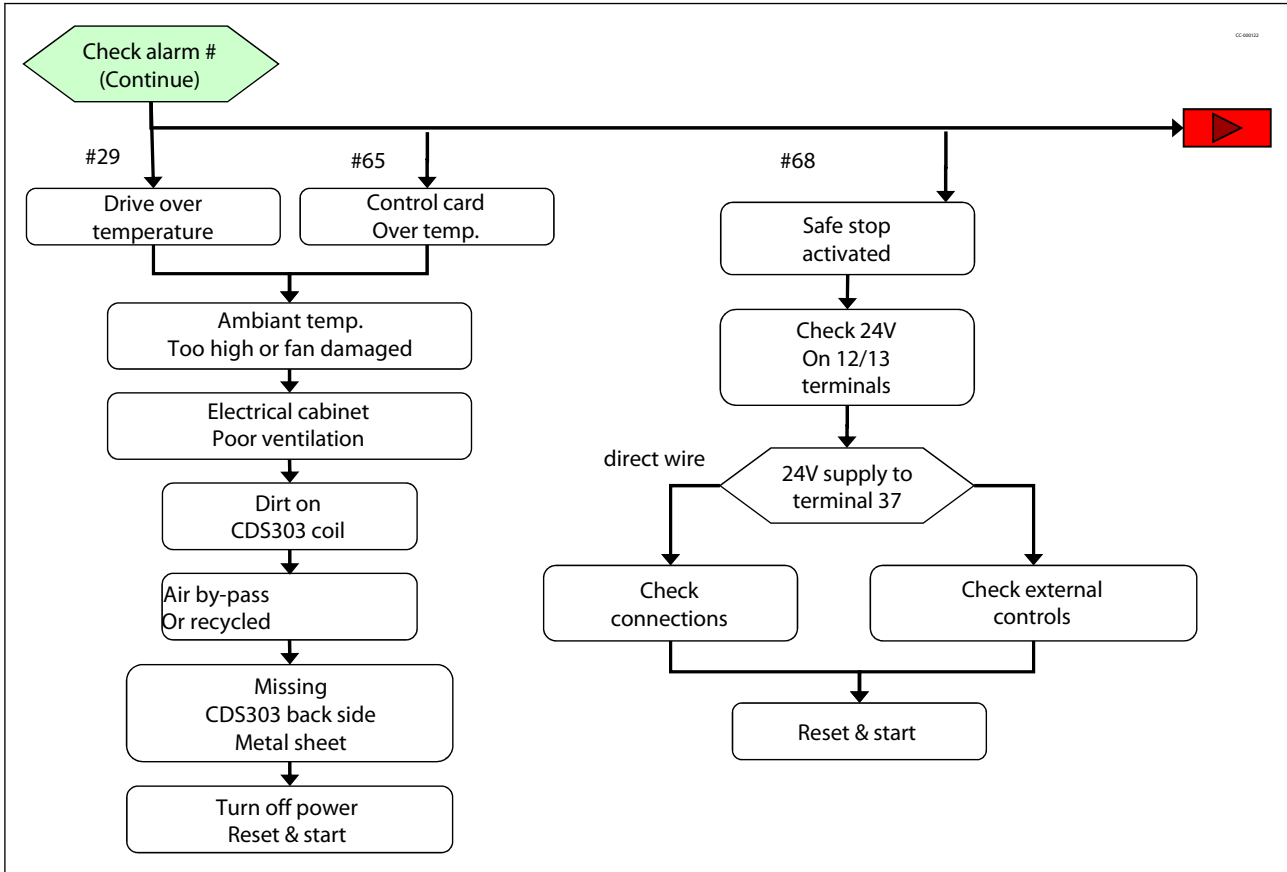 Check alarm #
(Continue)
CC-000122
#29
#65
#68
Drive over
temperature
Control card
Over temp.
Ambiant temp.
Too high or fan damaged
Electrical cabinet
Poor ventilation
Dirt on
CDS303 coil
Air by-pass
Or recycled
Missing
CDS303 back side
Metal sheet
Turn off power
Reset & start
Safe stop
activated
Check 24V
On 12/13
terminals
direct wire
24V supply to
terminal 37
Check
connections
Check external
controls
Reset & start